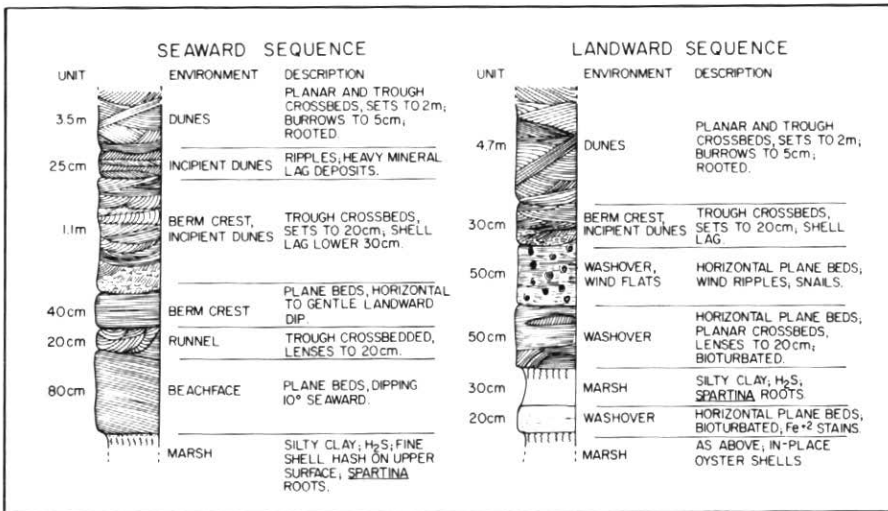 SEAWARD SEQUENCE
UNIT ENVIRONMENT DESCRIPTION
3.5m DUNES PLANAR AND TROUGH
CROSSBEDS, SETS TO 2m;
BURROWS TO 5cm;
ROOTED.
25cm INCIPIENT DUNES RIPPLES; HEAVY MINERAL
LAG DEPOSITS.
1.1m BERM CREST,
INCIPIENT DUNES TROUGH CROSSBEDS,
SETS TO 20cm; SHELL
LAG LOWER 30cm.
40cm BERM CREST PLANE BEDS, HORIZONTAL
TO GENTLE LANDWARD
DIP.
20cm RUNNEL TROUGH CROSSBEDDED,
LENSES TO 20cm.
80cm BEACHFACE PLANE BEDS, DIPPING
10° SEAWARD.
MARSH SILTY CLAY; H2S; FINE
SHELL HASH ON UPPER
SURFACE; SPARTINA
ROOTS.
LANDWARD SEQUENCE
UNIT ENVIRONMENT DESCRIPTION
4.7m DUNES PLANAR AND TROUGH
CROSSBEDS, SETS TO 2m;
BURROWS TO 5cm;
ROOTED.
30cm BERM CREST,
INCIPIENT DUNES TROUGH CROSSBEDS,
SETS TO 20cm; SHELL
LAG.
50cm WASHOVER,
WIND FLATS HORIZONTAL PLANE BEDS;
WIND RIPPLES, SNAILS.
50cm WASHOVER HORIZONTAL PLANE BEDS;
PLANAR CROSSBEDS,
LENSES TO 20cm;
BIOTURBATED.
30cm MARSH SILTY CLAY; H2S;
SPARTINA ROOTS
20cm WASHOVER HORIZONTAL PLANE BEDS,
BIOTURBATED; Fe+2 STAINS.
MARSH AS ABOVE; IN-PLACE
OYSTER SHELLS